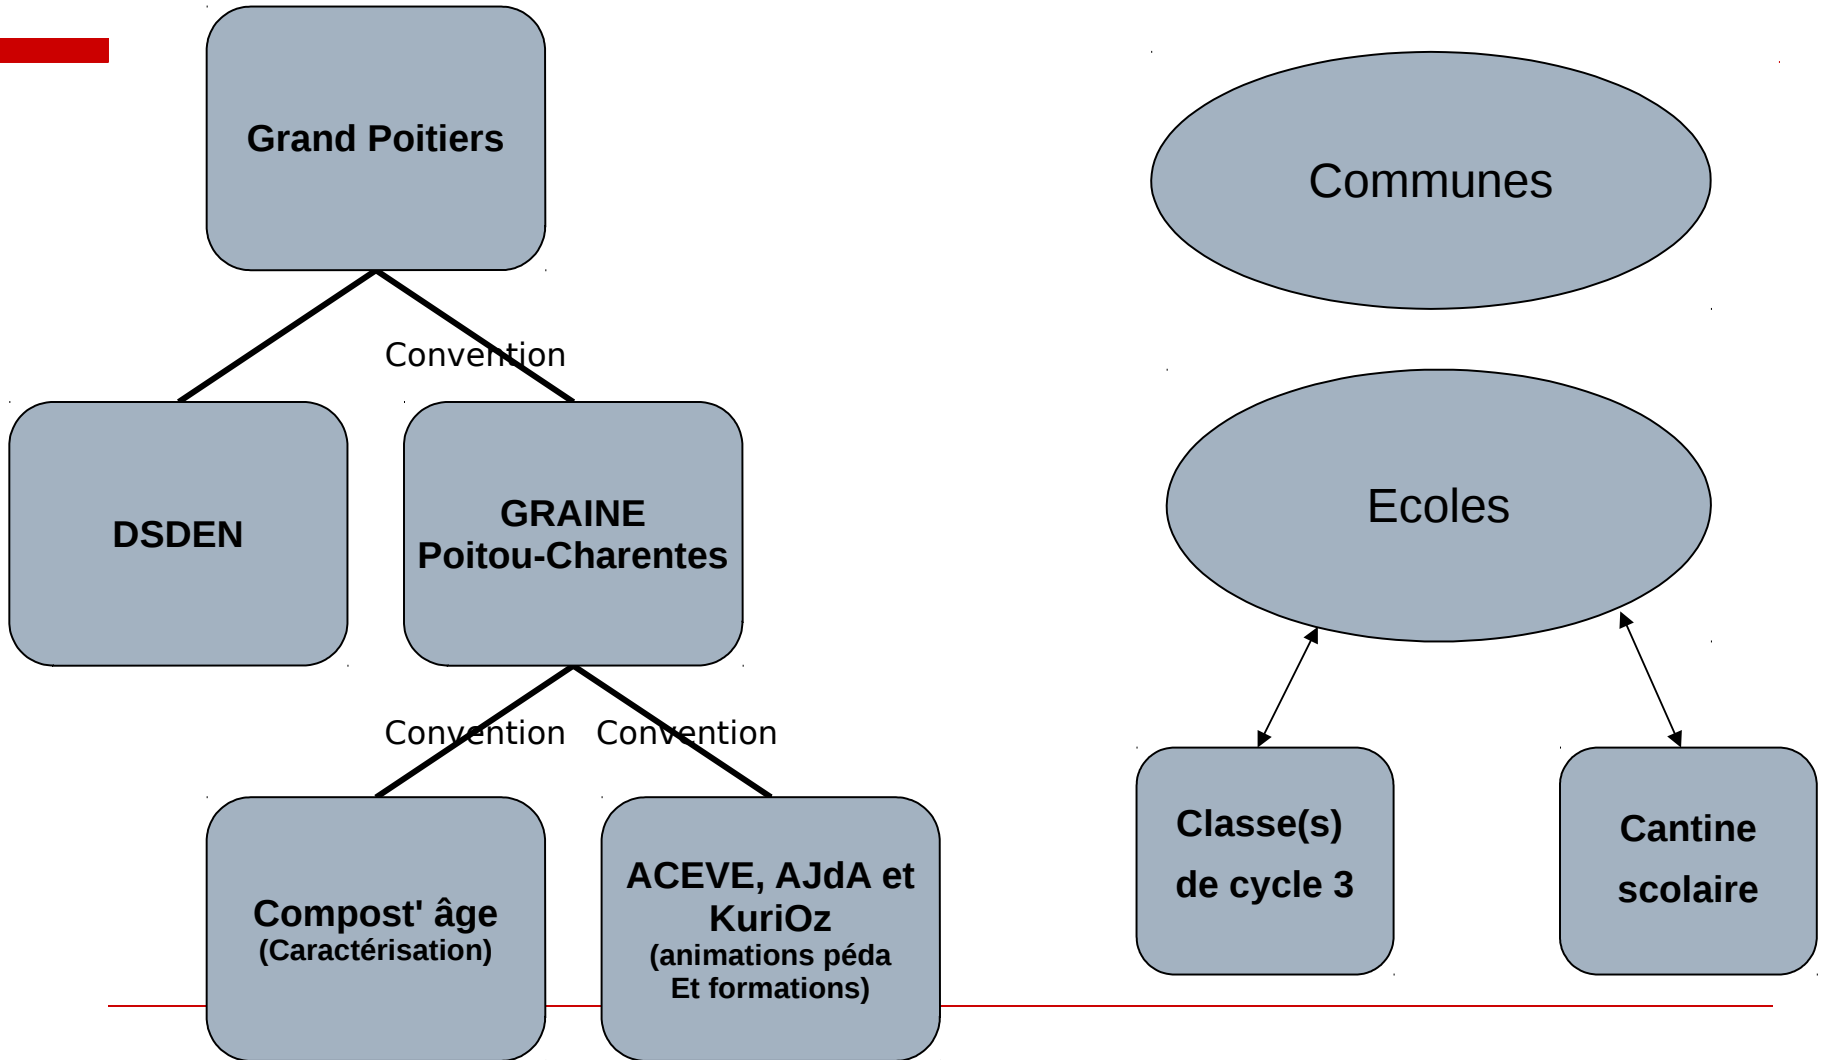 Grand Poitiers
Convention
DSDEN
GRAINE
Poitou-Charentes
Convention
Convention
Compost' âge
(Caractérisation)
ACEVE, AJdA et
KuriOz
(animations péda
Et formations)
Communes
Ecoles
Classe(s)
de cycle 3
Cantine
scolaire